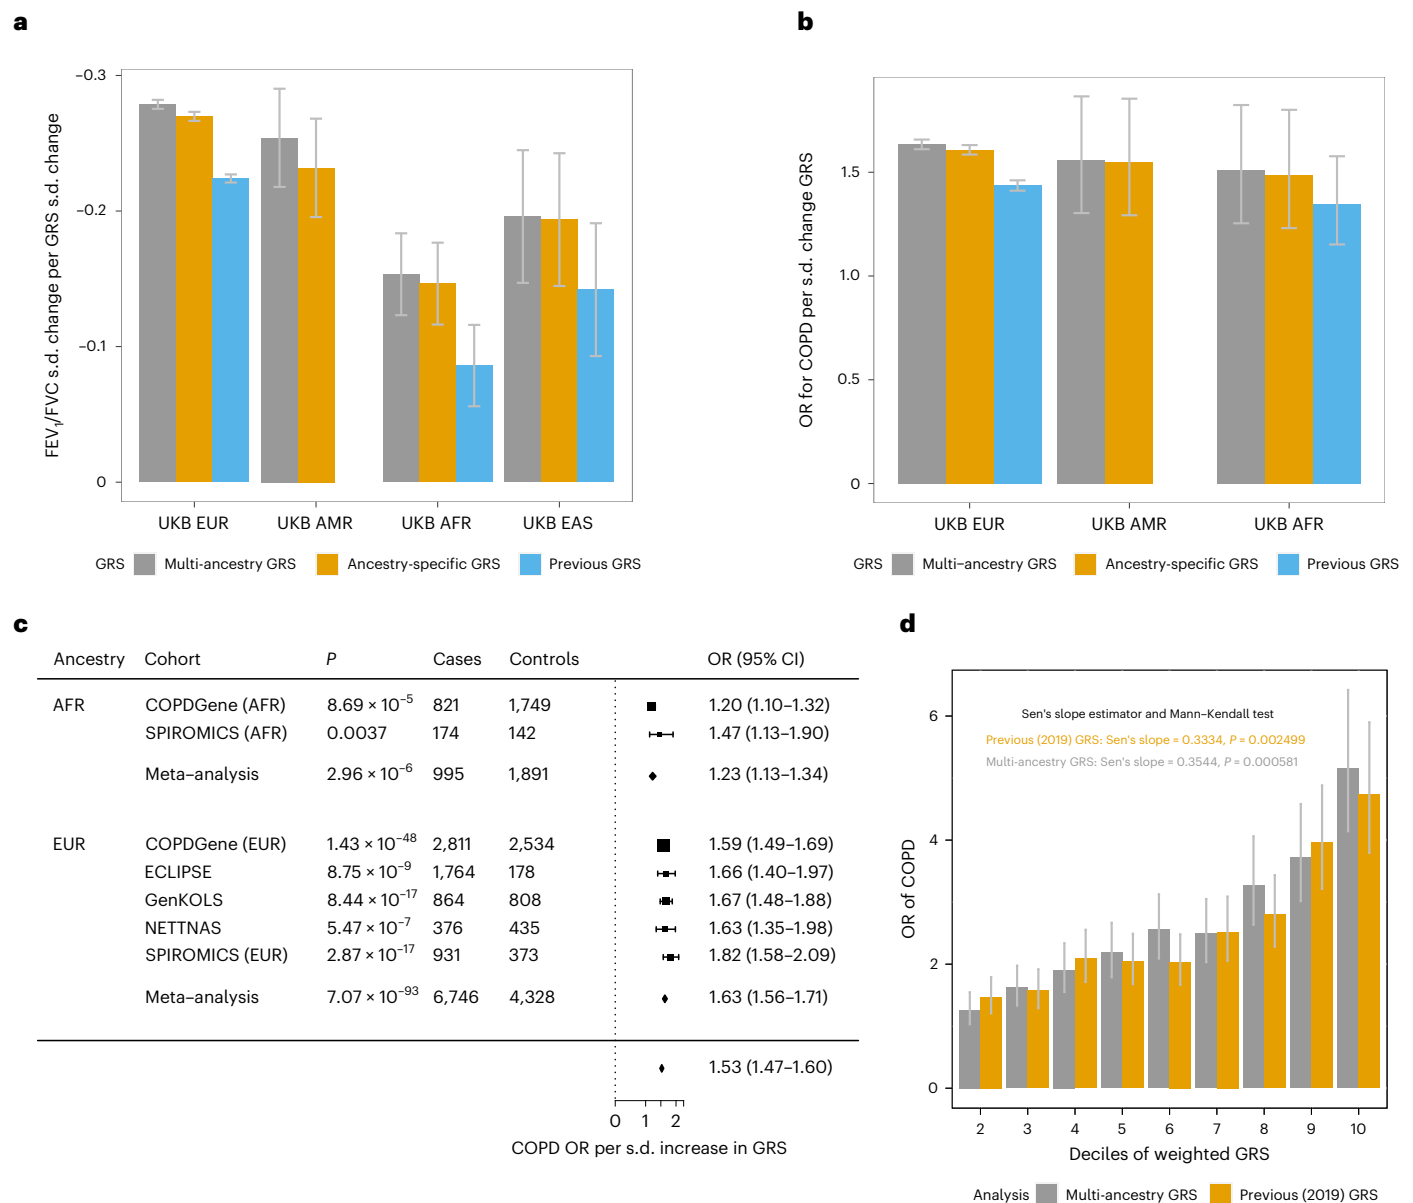 a
FEV1/FVC s.d. change per GRS s.d. change
−0.3
−0.2
−0.1
0
UKB EUR UKB AMR UKB AFR UKB EAS
GRS Multi-ancestry GRS Ancestry-specific GRS Previous GRS
b
OR for COPD per s.d. change GRS
1.5
1.0
0.5
0
UKB EUR UKB AMR UKB AFR
GRS Multi−ancestry GRS Ancestry-specific GRS Previous GRS
c
Ancestry Cohort P Cases Controls OR (95% CI)
AFR COPDGene (AFR) 8.69 × 10−5 821 1,749 1.20 (1.10–1.32)
SPIROMICS (AFR) 0.0037 174 142 1.47 (1.13–1.90)
Meta−analysis 2.96 × 10−6 995 1,891 1.23 (1.13–1.34)
EUR COPDGene (EUR) 1.43 × 10−48 2,811 2,534 1.59 (1.49–1.69)
ECLIPSE 8.75 × 10−9 1,764 178 1.66 (1.40–1.97)
GenKOLS 8.44 × 10−17 864 808 1.67 (1.48–1.88)
NETTNAS 5.47 × 10−7 376 435 1.63 (1.35–1.98)
SPIROMICS (EUR) 2.87 × 10−17 931 373 1.82 (1.58–2.09)
Meta−analysis 7.07 × 10−93 6,746 4,328 1.63 (1.56–1.71)
1.53 (1.47–1.60)
0 1 2
COPD OR per s.d. increase in GRS
d
OR of COPD
Sen's slope estimator and Mann–Kendall test
Previous (2019) GRS: Sen's slope = 0.3334, P = 0.002499
Multi-ancestry GRS: Sen's slope = 0.3544, P = 0.000581
6
4
2
0
2 3 4 5 6 7 8 9 10
Deciles of weighted GRS
Analysis Multi-ancestry GRS Previous (2019) GRS